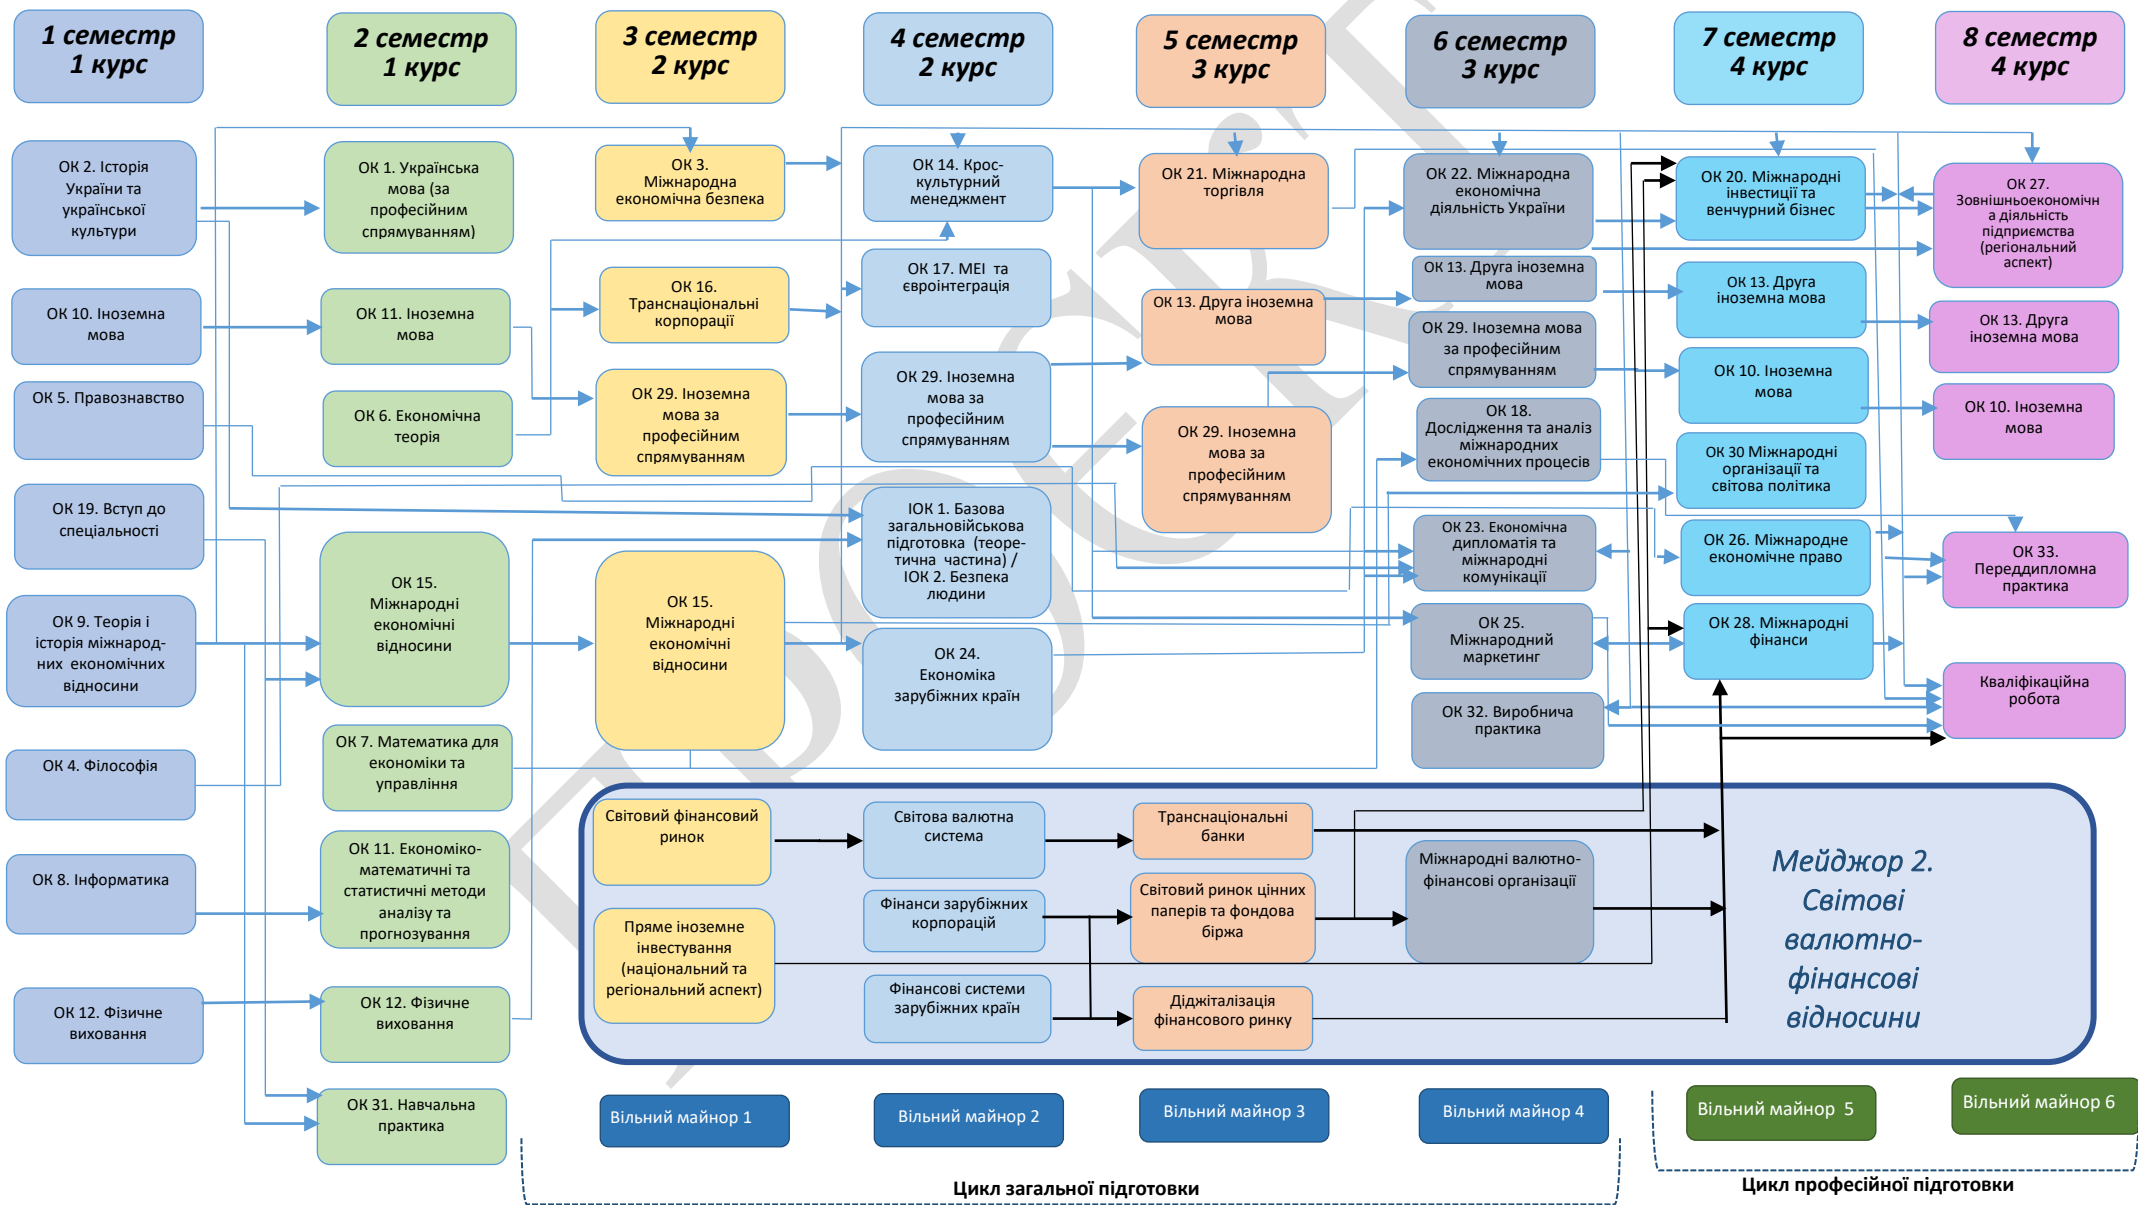 1 семестр
1 курс
2 семестр
1 курс
3 семестр
2 курс
4 семестр
2 курс
5 семестр
3 курс
6 семестр
3 курс
7 семестр
4 курс
8 семестр
4 курс
ОК 2. Історія
України та
української
культури
ОК 10. Іноземна
мова
ОК 5. Правознавство
ОК 19. Вступ до
спеціальності
ОК 9. Теорія і
історія міжнарод-
них економічних
відносини
ОК 4. Філософія
ОК 8. Інформатика
ОК 12. Фізичне
виховання
ОК 1. Українська
мова (за
професійним
спрямуванням)
ОК 11. Іноземна
мова
ОК 6. Економічна
теорія
ОК 15.
Міжнародні
економічні
відносини
ОК 7. Математика для
економіки та
управління
ОК 11. Економіко-
математичні та
статистичні методи
аналізу та
прогнозування
ОК 12. Фізичне
виховання
ОК 31. Навчальна
практика
ОК 3.
Міжнародна
економічна безпека
ОК 16.
Транснаціональні
корпорації
ОК 29. Іноземна
мова за
професійним
спрямуванням
ОК 15.
Міжнародні
економічні
відносини
Світовий фінансовий
ринок
Пряме іноземне
інвестування
(національний та
регіональний аспект)
ОК 14. Крос-
культурний
менеджмент
ОК 17. МЕІ та
євроінтеграція
ОК 29. Іноземна
мова за
професійним
спрямуванням
ІОК 1. Базова
загальновійськова
підготовка (теоре-
тична частина) /
ІОК 2. Безпека
людини
ОК 24.
Економіка
зарубіжних країн
Світова валютна
система
Фінанси зарубіжних
корпорацій
Фінансові системи
зарубіжних країн
ОК 21. Міжнародна
торгівля
ОК 13. Друга іноземна
мова
ОК 29. Іноземна
мова за
професійним
спрямуванням
Транснаціональні
банки
Світовий ринок цінних
паперів та фондова
біржа
Діджіталізація
фінансового ринку
ОК 22. Міжнародна
економічна
діяльність України
ОК 13. Друга іноземна
мова
ОК 29. Іноземна мова
за професійним
спрямуванням
ОК 18.
Дослідження та аналіз
міжнародних
економічних процесів
ОК 23. Економічна
дипломатія та
міжнародні
комунікації
ОК 25.
Міжнародний
маркетинг
ОК 32. Виробнича
практика
Міжнародні валютно-
фінансові організації
ОК 20. Міжнародні
інвестиції та
венчурний бізнес
ОК 13. Друга
іноземна мова
ОК 10. Іноземна
мова
ОК 30 Міжнародні
організації та
світова політика
ОК 26. Міжнародне
економічне право
ОК 28. Міжнародні
фінанси
ОК 27.
Зовнішньоекономічн
а діяльність
підприємства
(регіональний
аспект)
ОК 13. Друга
іноземна мова
ОК 10. Іноземна
мова
ОК 33.
Переддипломна
практика
Кваліфікаційна
робота
Мейджор 2.
Світові
валютно-
фінансові
відносини
Вільний майнор 1
Вільний майнор 2
Вільний майнор 3
Вільний майнор 4
Вільний майнор 5
Вільний майнор 6
Цикл загальної підготовки
Цикл професійної підготовки